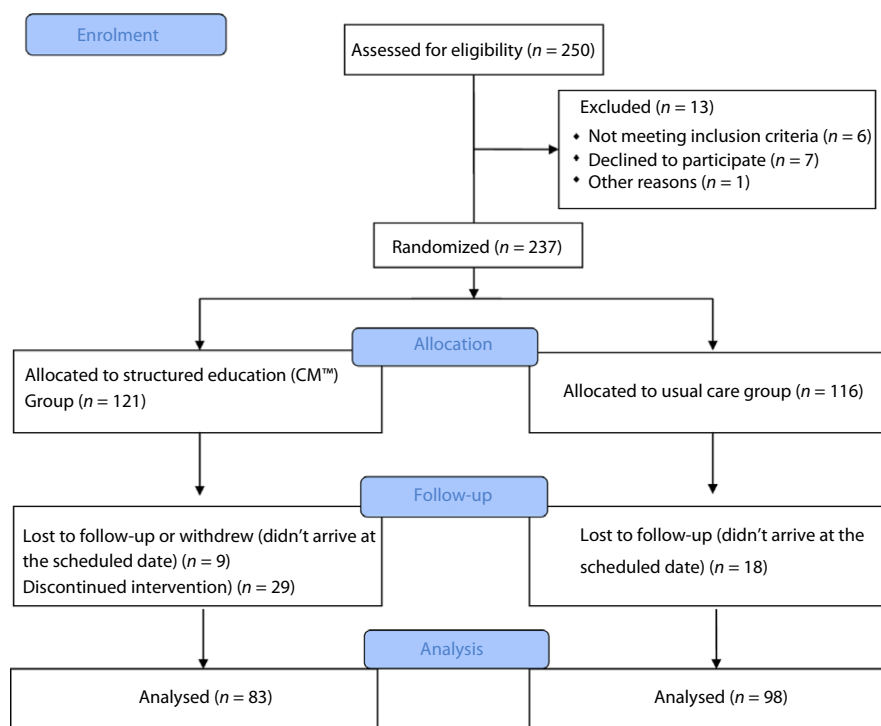 Enrolment
Assessed for eligibility (n = 250)
Excluded (n = 13)
⬥ Not meeting inclusion criteria (n = 6)
⬥ Declined to participate (n = 7)
⬥ Other reasons (n = 1)
Randomized (n = 237)
Allocation
Allocated to structured education (CM™)
Group (n = 121)
Allocated to usual care group (n = 116)
Follow-up
Lost to follow-up or withdrew (didn't arrive at
the scheduled date) (n = 9)
Discontinued intervention) (n = 29)
Lost to follow-up (didn't arrive at the
scheduled date) (n = 18)
Analysis
Analysed (n = 83)
Analysed (n = 98)